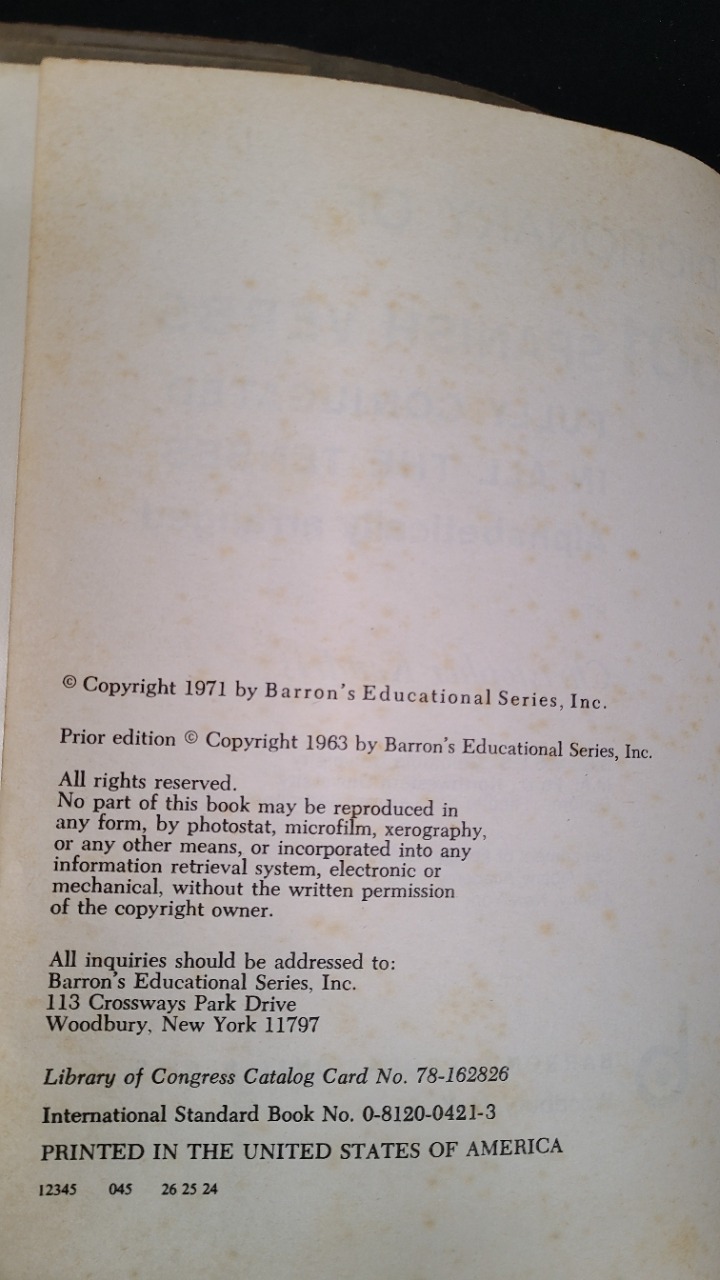 © Copyright 1971 by Barron's Educational Series, Inc.
Prior edition © Copyright 1963 by Barron's Educational Series, Inc.
All rights reserved.
No part of this book may be reproduced in
any form, by photostat, microfilm, xerography,
or any other means, or incorporated into any
information retrieval system, electronic or
mechanical, without the written permission
of the copyright owner.
All inquiries should be addressed to:
Barron's Educational Series, Inc.
113 Crossways Park Drive
Woodbury, New York 11797
Library of Congress Catalog Card No. 78-162826
International Standard Book No. 0-8120-0421-3
PRINTED IN THE UNITED STATES OF AMERICA
12345 045 26 25 24